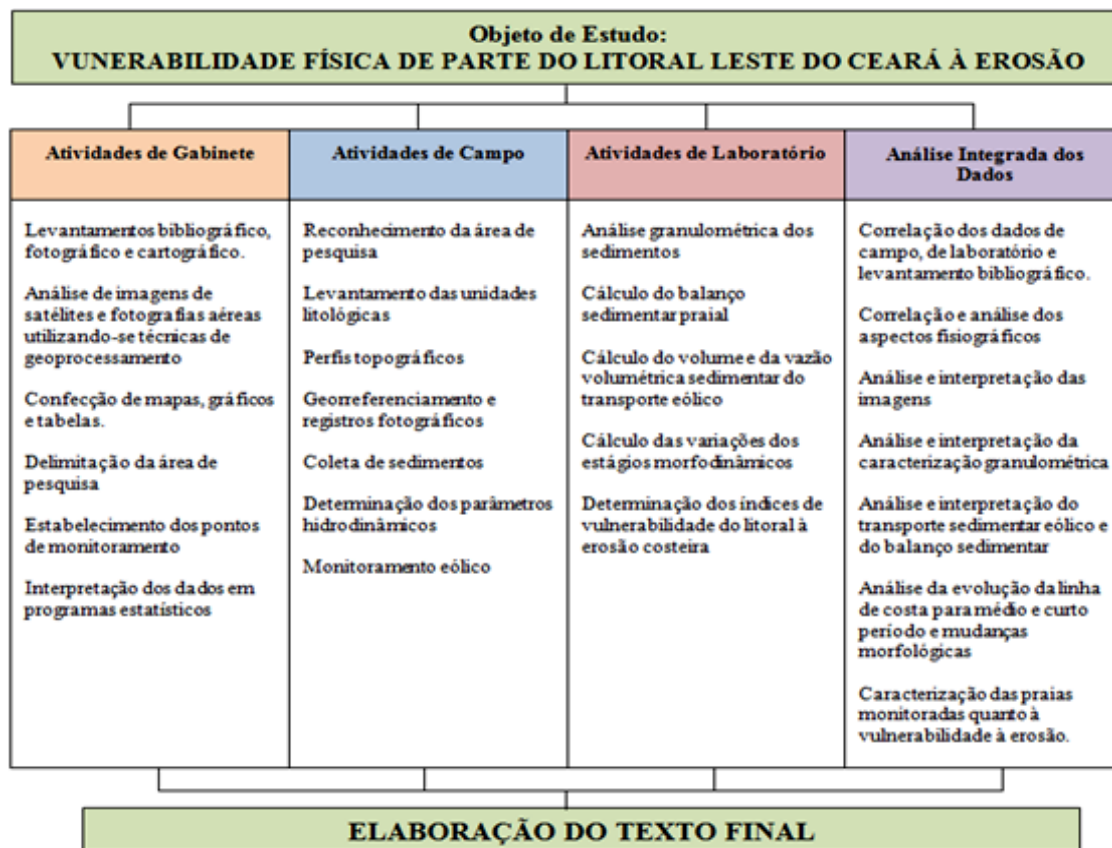 Objeto de Estudo:
VUNERABILIDADE FÍSICA DE PARTE DO LITORAL LESTE DO CEARÁ À EROSÃO
Atividades de Gabinete
Levantamentos bibliográfico,
fotográfico e cartográfico.
Análise de imagens de
satélites e fotografias aéreas
utilizando-se técnicas de
geoprocessamento
Confecção de mapas, gráficos
e tabelas.
Delimitação da área de
pesquisa
Estabelecimento dos pontos
de monitoramento
Interpretação dos dados em
programas estatísticos
Atividades de Campo
Reconhecimento da área de
pesquisa
Levantamento das unidades
litológicas
Perfis topográficos
Georreferenciamento e
registros fotográficos
Coleta de sedimentos
Determinação dos parâmetros
hidrodinâmicos
Monitoramento eólico
Atividades de Laboratório
Análise granulométrica dos
sedimentos
Cálculo do balanço
sedimentar praial
Cálculo do volume e da vazão
volumétrica sedimentar do
transporte eólico
Cálculo das variações dos
estágios morfodinâmicos
Determinação dos índices de
vulnerabilidade do litoral à
erosão costeira
Análise Integrada dos
Dados
Correlação dos dados de
campo, de laboratório e
levantamento bibliográfico.
Correlação e análise dos
aspectos fisiográficos
Análise e interpretação das
imagens
Análise e interpretação da
caracterização granulométrica
Análise e interpretação do
transporte sedimentar eólico e
do balanço sedimentar
Análise da evolução da linha
de costa para médio e curto
período e mudanças
morfológicas
Caracterização das praias
monitoradas quanto à
vulnerabilidade à erosão.
ELABORAÇÃO DO TEXTO FINAL